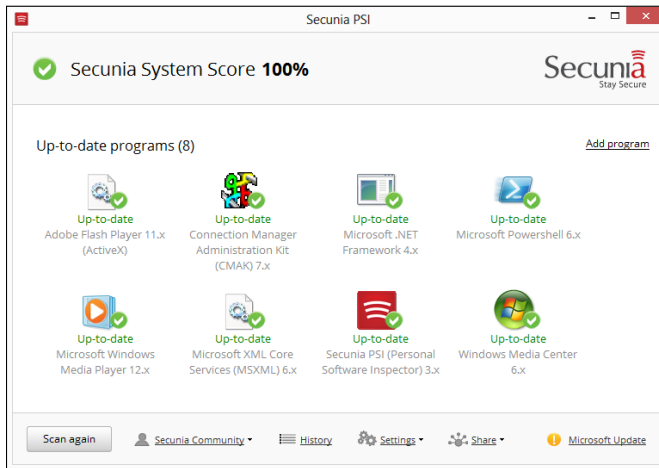 Secunia PSI
Secunia System Score 100%
Secunia
Stay Secure
Up-to-date programs (8)
Add program
Up-to-date
Adobe Flash Player 11.x
(ActiveX)
Up-to-date
Connection Manager
Administration Kit
(CMAK) 7.x
Up-to-date
Microsoft .NET
Framework 4.x
Up-to-date
Microsoft Powershell 6.x
Up-to-date
Microsoft Windows
Media Player 12.x
Up-to-date
Microsoft XML Core
Services (MSXML) 6.x
Up-to-date
Secunia PSI (Personal
Software Inspector) 3.x
Up-to-date
Windows Media Center
6.x
Scan again
Secunia Community
History
Settings
Share
Microsoft Update